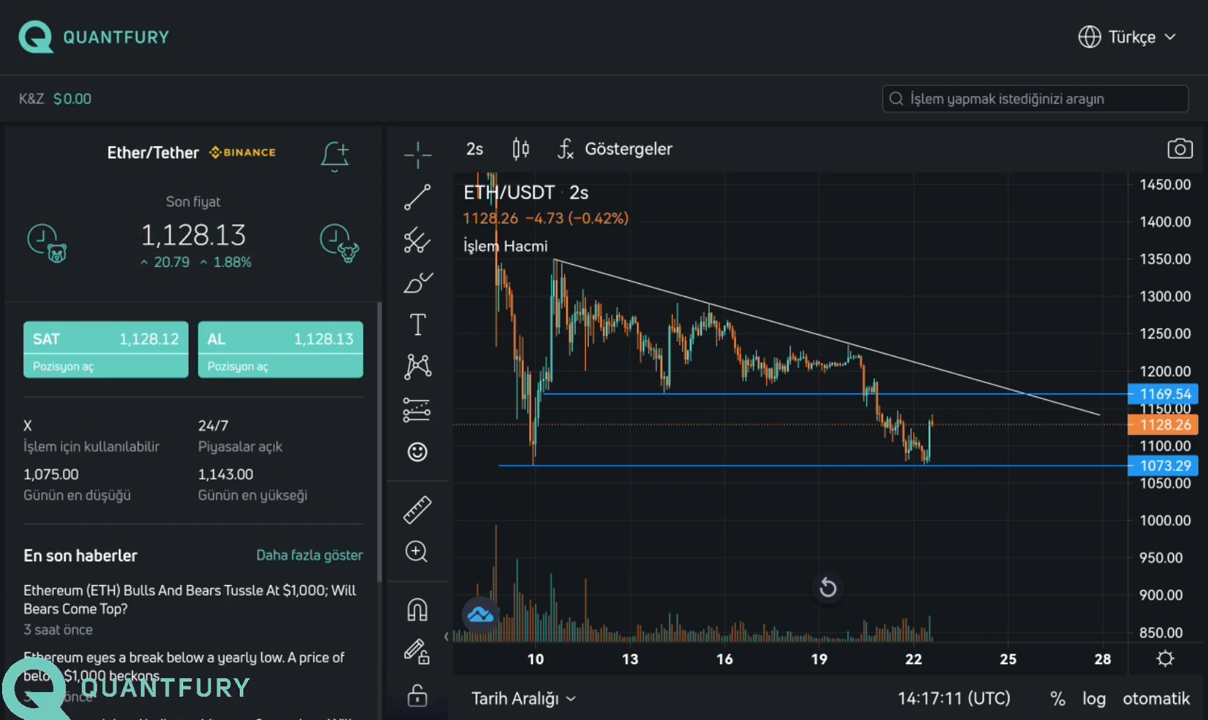 QUANTFURY
Türkçe
K&Z $0.00
İşlem yapmak istediğinizi arayın
Ether/Tether BINANCE
Son fiyat
1,128.13
20.79 1.88%
SAT 1,128.12
Pozisyon aç
AL 1,128.13
Pozisyon aç
X
İşlem için kullanılabilir
24/7
Piyasalar açık
1,075.00
Günün en düşüğü
1,143.00
Günün en yükseği
En son haberler
Daha fazla göster
Ethereum (ETH) Bulls And Bears Tussle At $1,000; Will
Bears Come Top?
3 saat önce
Ethereum eyes a break below a yearly low. A price of
below $1,000 beckons
önce
QUANTFURY
2s
Göstergeler
ETH/USDT · 2s
1128.26 −4.73 (−0.42%)
İşlem Hacmi
1450.00
1400.00
1350.00
1300.00
1250.00
1200.00
1169.54
1150.00
1128.26
1100.00
1073.29
1050.00
1000.00
950.00
900.00
850.00
10 13 16 19 22 25 28
Tarih Aralığı
14:17:11 (UTC)
% log otomatik